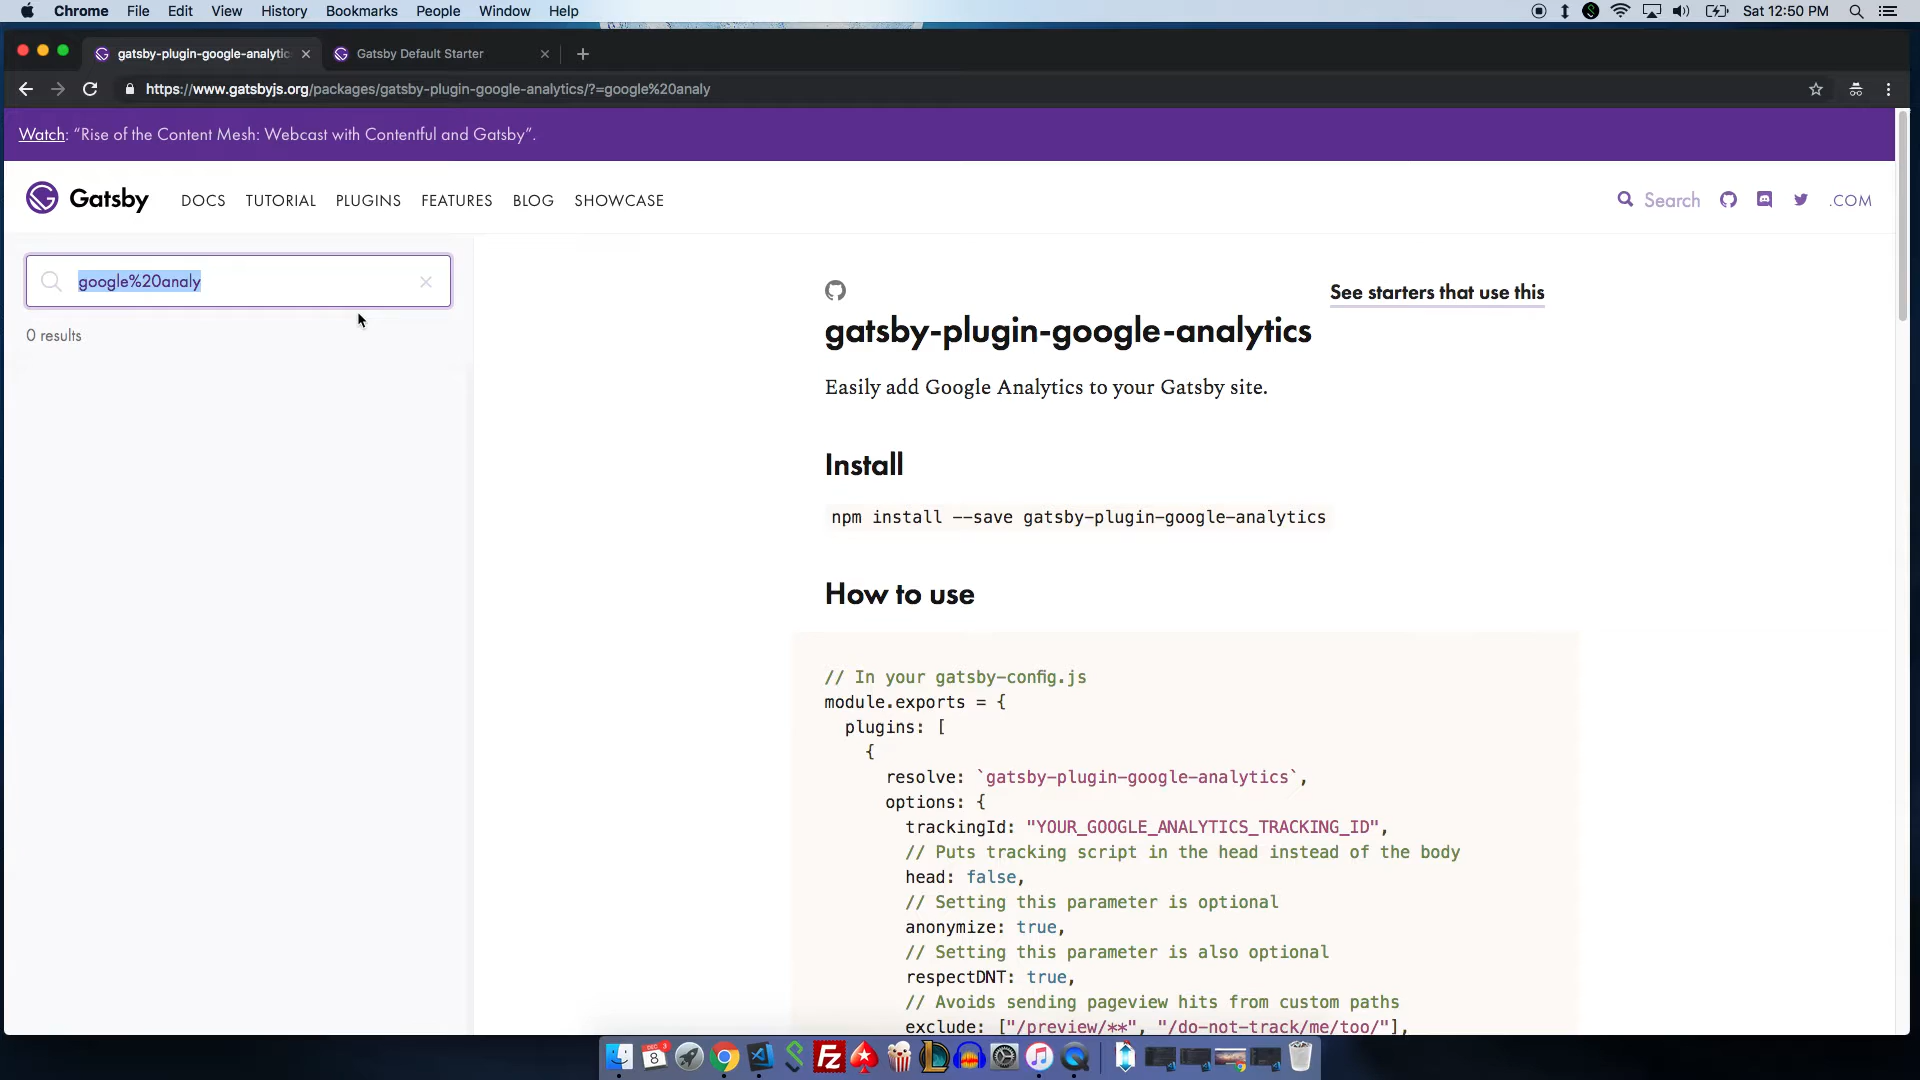 Chrome File Edit View History Bookmarks People Window Help Sat 12:50 PM
gatsby-plugin-google-analytic Gatsby Default Starter
https://www.gatsbyjs.org/packages/gatsby-plugin-google-analytics/?=google%20analy
Watch: “Rise of the Content Mesh: Webcast with Contentful and Gatsby”.
Gatsby DOCS TUTORIAL PLUGINS FEATURES BLOG SHOWCASE Search .COM
google%20analy
0 results
See starters that use this
gatsby-plugin-google-analytics
Easily add Google Analytics to your Gatsby site.
Install
npm install --save gatsby-plugin-google-analytics
How to use
// In your gatsby-config.js
module.exports = {
plugins: [
{
resolve: `gatsby-plugin-google-analytics`,
options: {
trackingId: "YOUR_GOOGLE_ANALYTICS_TRACKING_ID",
// Puts tracking script in the head instead of the body
head: false,
// Setting this parameter is optional
anonymize: true,
// Setting this parameter is also optional
respectDNT: true,
// Avoids sending pageview hits from custom paths
exclude: ["/preview/**", "/do-not-track/me/too/"],
DEC 3
8
Fz